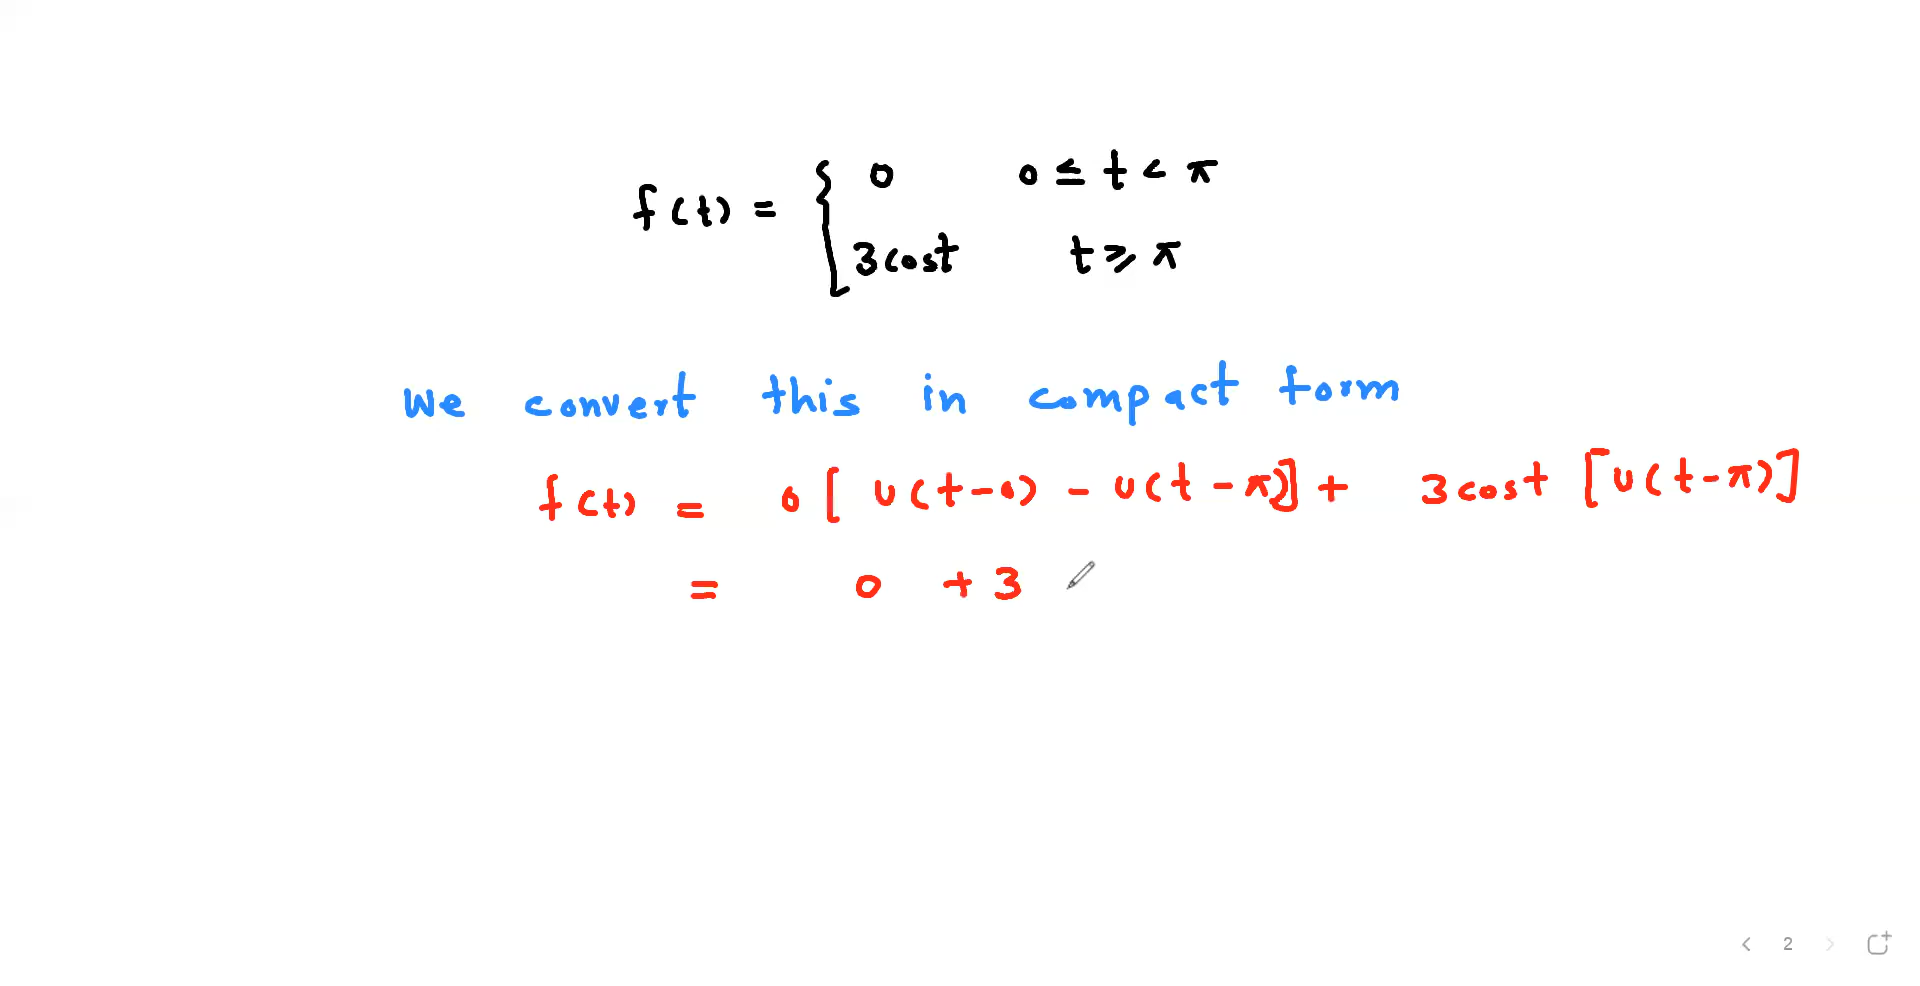 f(t) = { 0   0 ≤ t < π
3cost   t ≥ π
We convert this in compact form
f(t) = 0 [ u(t-0) - u(t-π)] + 3cost [u(t-π)]
= 0 + 3
2